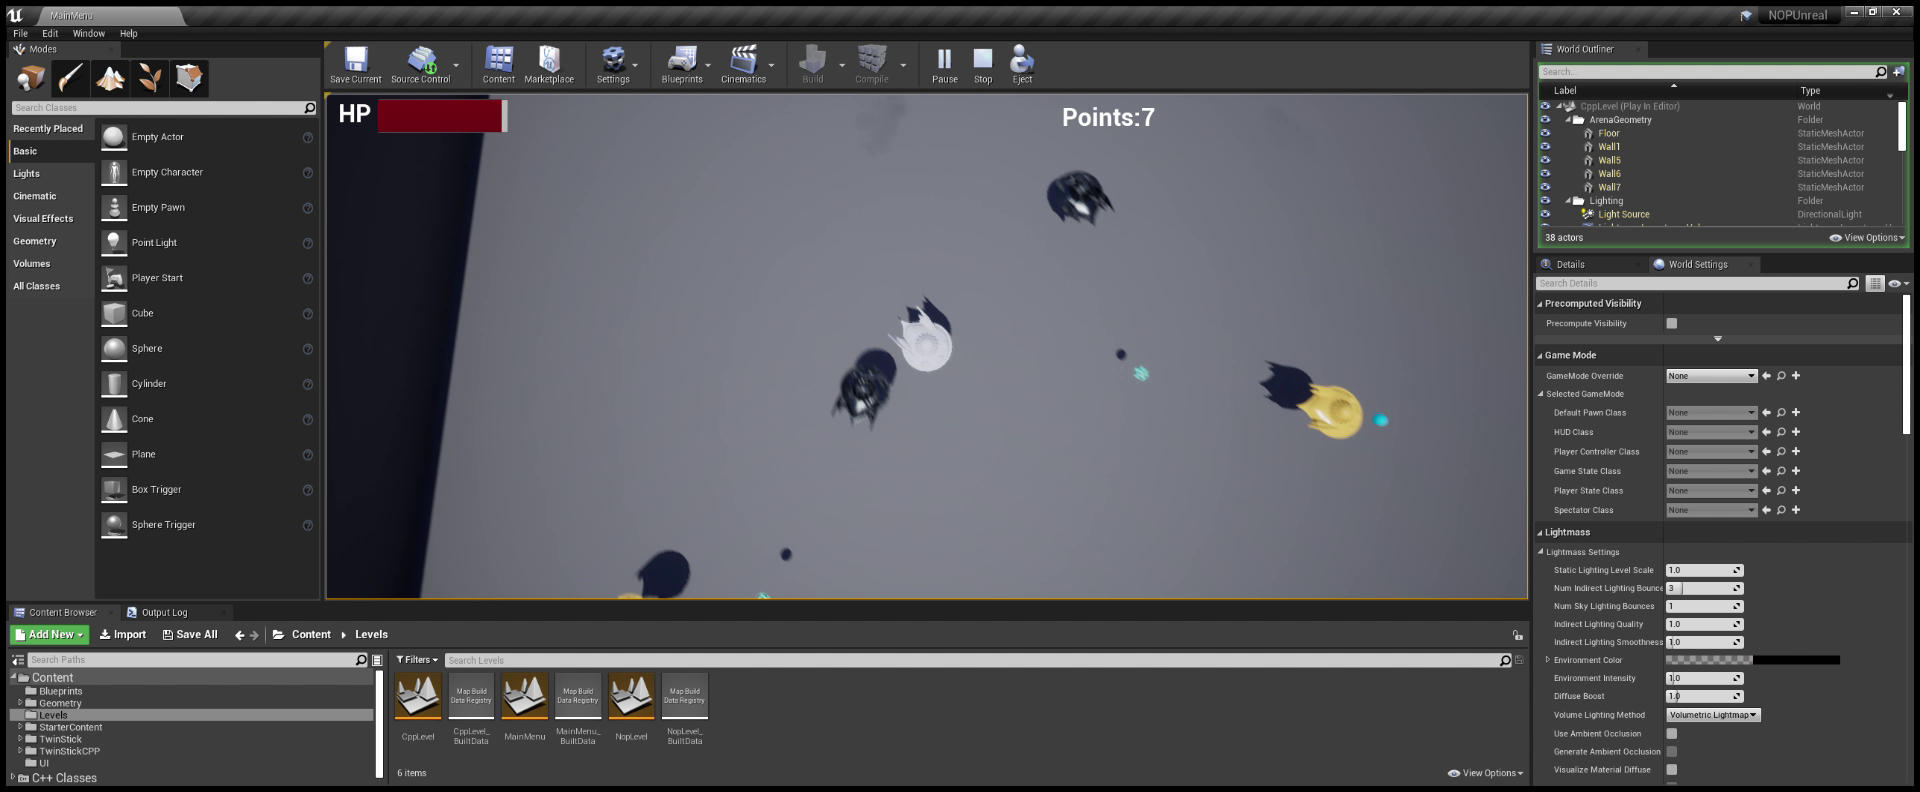 MainMenu
NOPUnreal
File Edit Window Help
Modes
Search Classes
Recently Placed
Basic
Lights
Cinematic
Visual Effects
Geometry
Volumes
All Classes
Empty Actor
Empty Character
Empty Pawn
Point Light
Player Start
Cube
Sphere
Cylinder
Cone
Plane
Box Trigger
Sphere Trigger
Save Current Source Control Content Marketplace Settings Blueprints Cinematics Build Compile Pause Stop Eject
HP
Points:7
World Outliner
Search...
Label Type
CppLevel (Play In Editor) World
ArenaGeometry Folder
Floor StaticMeshActor
Wall1 StaticMeshActor
Wall5 StaticMeshActor
Wall6 StaticMeshActor
Wall7 StaticMeshActor
Lighting Folder
Light Source DirectionalLight
38 actors View Options
Details World Settings
Search Details
Precomputed Visibility
Precompute Visibility
Game Mode
GameMode Override None
Selected GameMode
Default Pawn Class None
HUD Class None
Player Controller Class None
Game State Class None
Player State Class None
Spectator Class None
Lightmass
Lightmass Settings
Static Lighting Level Scale 1.0
Num Indirect Lighting Bounce 3
Num Sky Lighting Bounces 1
Indirect Lighting Quality 1.0
Indirect Lighting Smoothness 1.0
Environment Color
Environment Intensity 1.0
Diffuse Boost 1.0
Volume Lighting Method Volumetric Lightmap
Use Ambient Occlusion
Generate Ambient Occlusion
Visualize Material Diffuse
Content Browser Output Log
Add New Import Save All Content Levels
Search Paths
Content
Blueprints
Geometry
Levels
StarterContent
TwinStick
TwinStickCPP
UI
C++ Classes
Filters Search Levels
Map Build
Data Registry
Map Build
Data Registry
Map Build
Data Registry
CppLevel
CppLevel_
BuiltData
MainMenu
MainMenu_
BuiltData
NopLevel
NopLevel_
BuiltData
6 items View Options